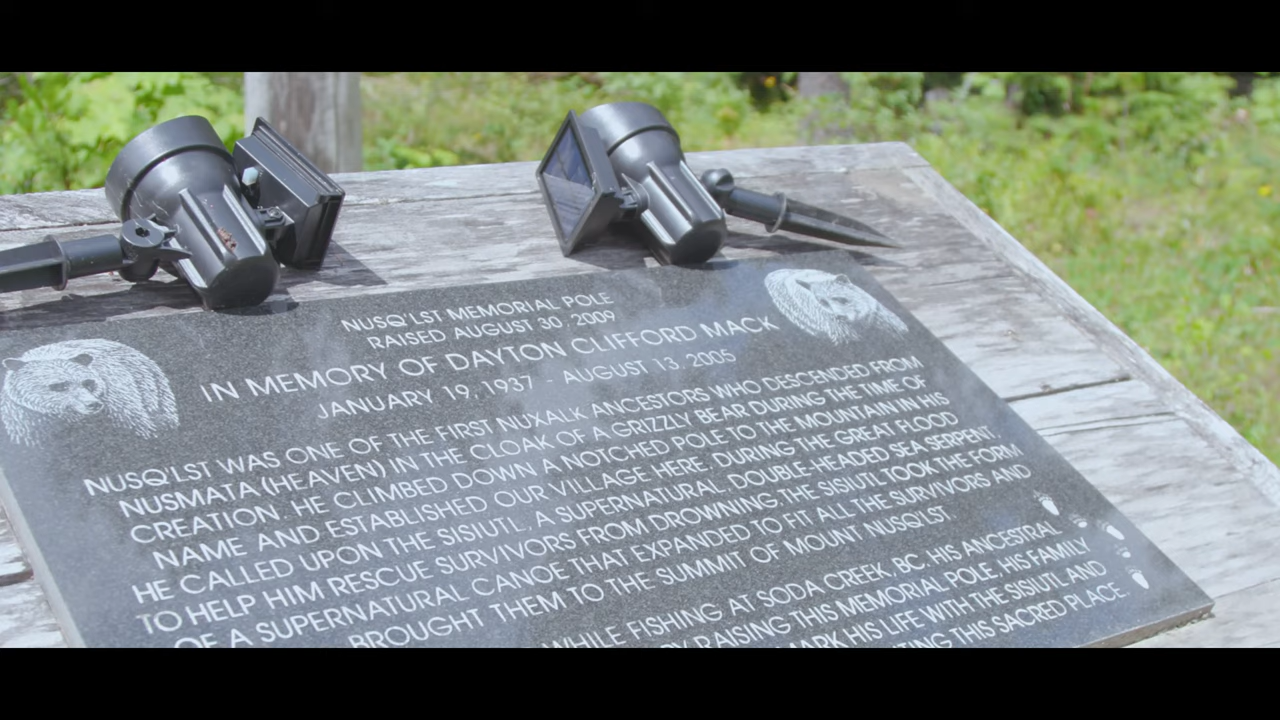 NUSQ'LST MEMORIAL POLE
RAISED AUGUST 30, 2009
IN MEMORY OF DAYTON CLIFFORD MACK
JANUARY 19, 1937 - AUGUST 13, 2005
NUSQ'LST WAS ONE OF THE FIRST NUXALK ANCESTORS WHO DESCENDED FROM
NUSMATA (HEAVEN) IN THE CLOAK OF A GRIZZLY BEAR DURING THE TIME OF
CREATION. HE CLIMBED DOWN A NOTCHED POLE TO THE MOUNTAIN IN HIS
NAME AND ESTABLISHED OUR VILLAGE HERE. DURING THE GREAT FLOOD
HE CALLED UPON THE SISIUTL, A SUPERNATURAL, DOUBLE-HEADED SEA SERPENT,
TO HELP HIM RESCUE SURVIVORS FROM DROWNING. THE SISIUTL TOOK THE FORM
OF A SUPERNATURAL CANOE THAT EXPANDED TO FIT ALL THE SURVIVORS AND
BROUGHT THEM TO THE SUMMIT OF MOUNT NUSQ'LST.
WHILE FISHING AT SODA CREEK, BC. HIS ANCESTRAL
BY RAISING THIS MEMORIAL POLE, HIS FAMILY
MARK HIS LIFE WITH THE SISIUTL AND
THIS SACRED PLACE